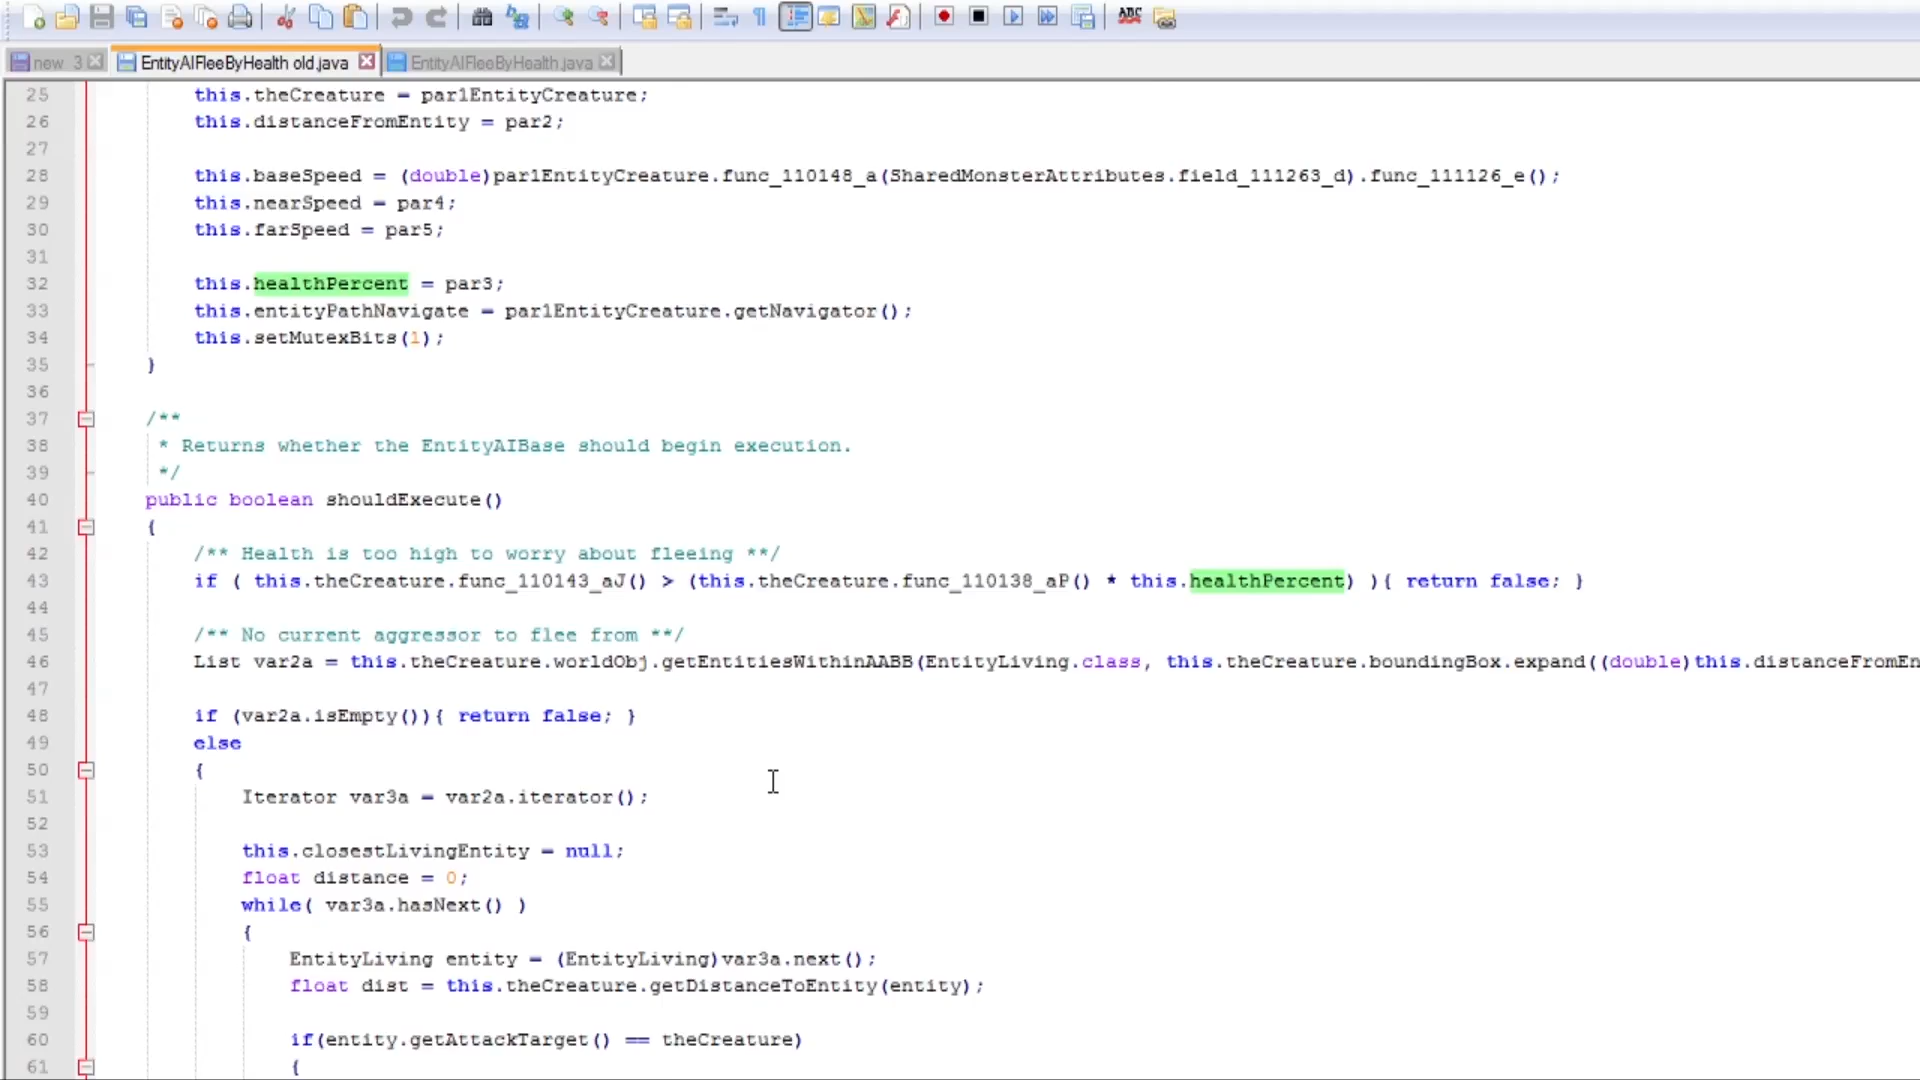 ABC
new 3 EntityAIFleeByHealth old.java EntityAIFleeByHealth.java
25 this.theCreature = par1EntityCreature;
26 this.distanceFromEntity = par2;
27
28 this.baseSpeed = (double)par1EntityCreature.func_110148_a(SharedMonsterAttributes.field_111263_d).func_111126_e();
29 this.nearSpeed = par4;
30 this.farSpeed = par5;
31
32 this.healthPercent = par3;
33 this.entityPathNavigate = par1EntityCreature.getNavigator();
34 this.setMutexBits(1);
35 }
36
37 /**
38 * Returns whether the EntityAIBase should begin execution.
39 */
40 public boolean shouldExecute()
41 {
42 /** Health is too high to worry about fleeing **/
43 if ( this.theCreature.func_110143_aJ() > (this.theCreature.func_110138_aP() * this.healthPercent) ){ return false; }
44
45 /** No current aggressor to flee from **/
46 List var2a = this.theCreature.worldObj.getEntitiesWithinAABB(EntityLiving.class, this.theCreature.boundingBox.expand((double)this.distanceFromEn
47
48 if (var2a.isEmpty()){ return false; }
49 else
50 {
51 Iterator var3a = var2a.iterator();
52
53 this.closestLivingEntity = null;
54 float distance = 0;
55 while( var3a.hasNext() )
56 {
57 EntityLiving entity = (EntityLiving)var3a.next();
58 float dist = this.theCreature.getDistanceToEntity(entity);
59
60 if(entity.getAttackTarget() == theCreature)
61 {